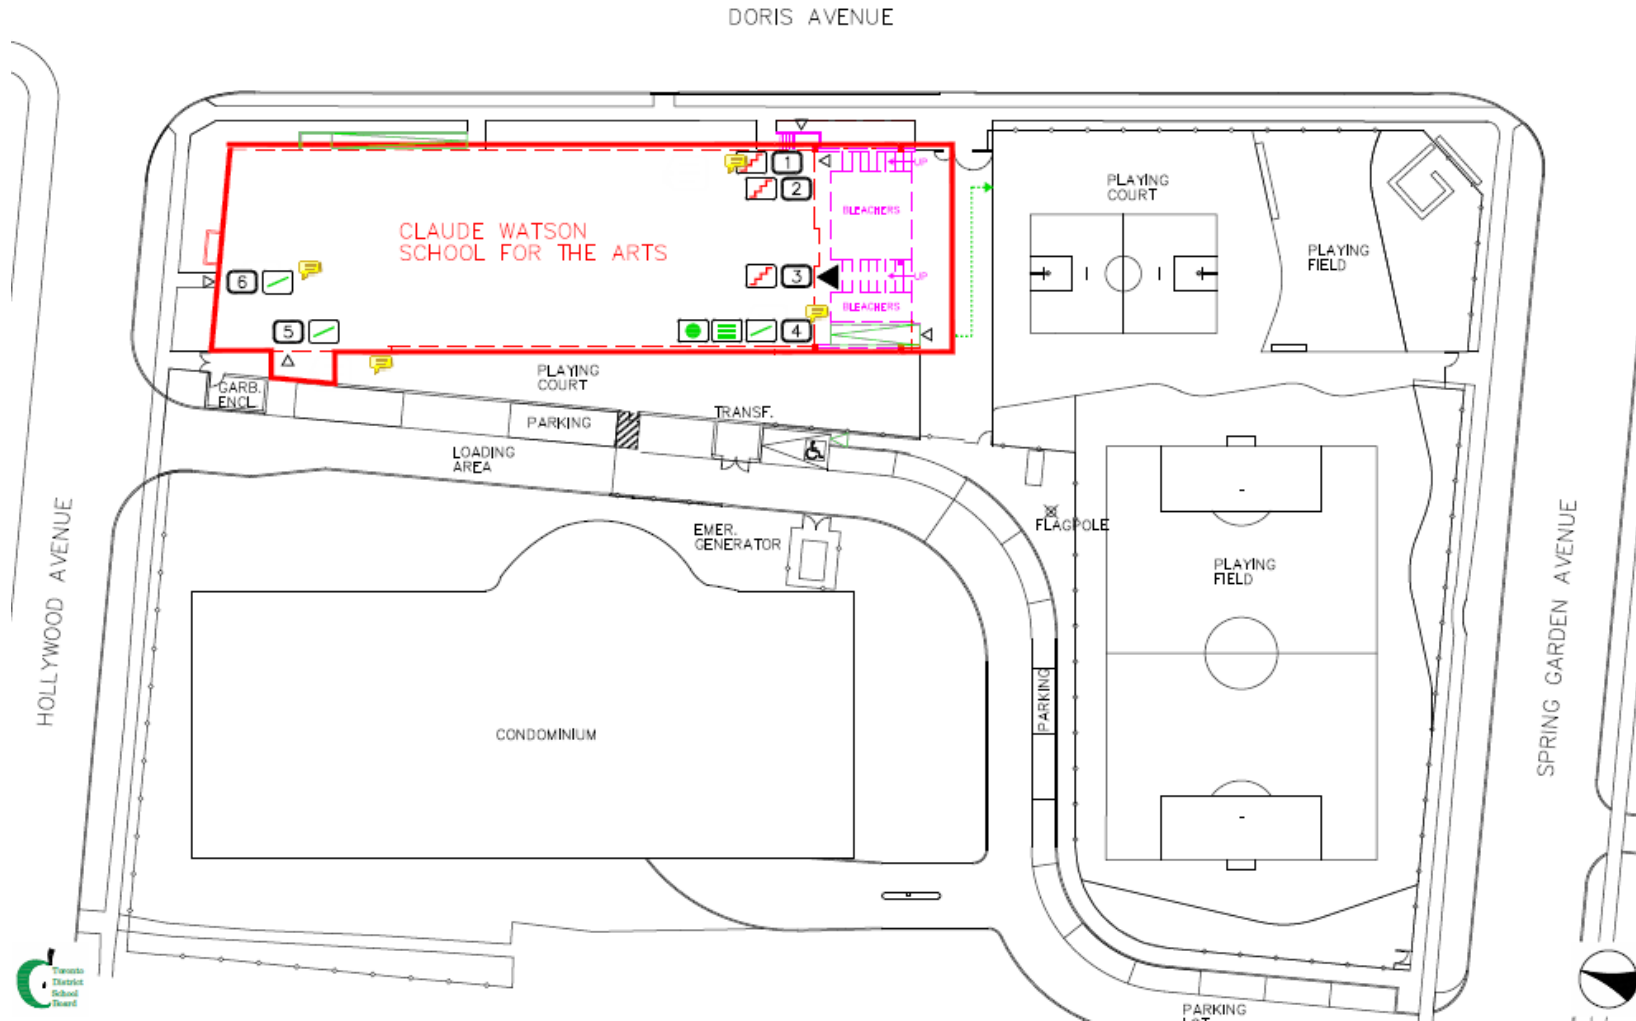 DORIS AVENUE
1
UP
2
PLAYING
COURT
BLEACHERS
CLAUDE WATSON
SCHOOL FOR THE ARTS
PLAYING
FIELD
6
3
UP
BLEACHERS
5
4
PLAYING
COURT
GARB.
ENCL.
PARKING
TRANSF.
LOADING
AREA
HOLLYWOOD AVENUE
EMER.
GENERATOR
FLAGPOLE
PLAYING
FIELD
SPRING GARDEN AVENUE
PARKING
CONDOMINIUM
Toronto
District
School
Board
PARKING